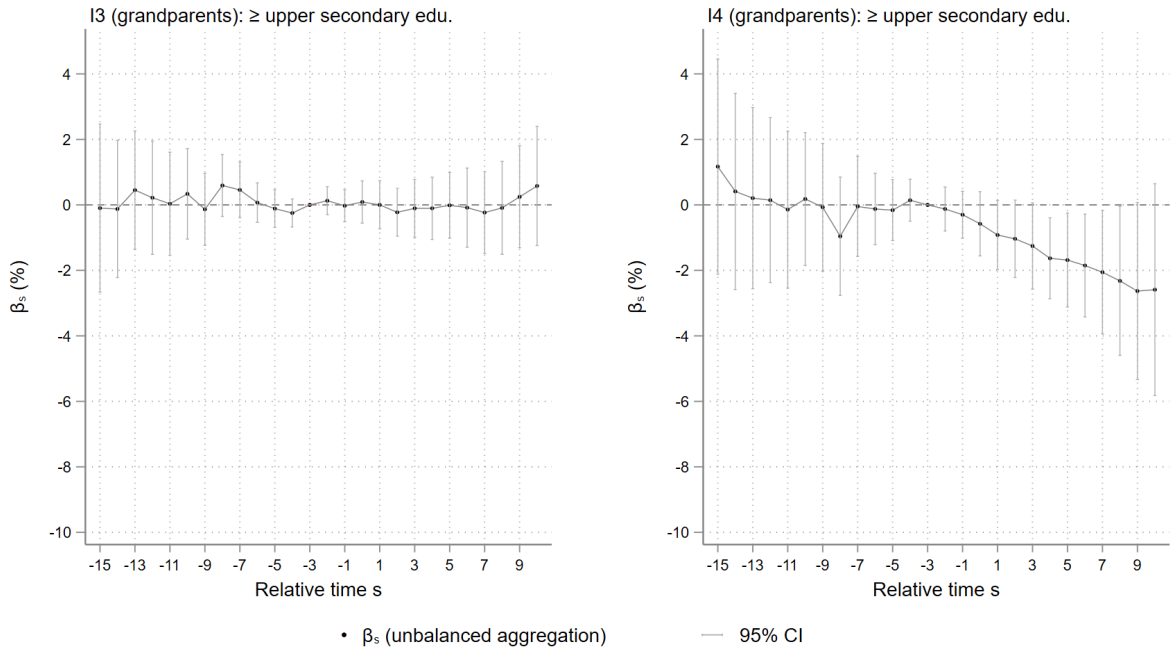 I3 (grandparents): ≥ upper secondary edu.
4
2
0
-2
-4
-6
-8
-10
βₛ (%)
-15 -13 -11 -9 -7 -5 -3 -1 1 3 5 7 9
Relative time s
I4 (grandparents): ≥ upper secondary edu.
4
2
0
-2
-4
-6
-8
-10
βₛ (%)
-15 -13 -11 -9 -7 -5 -3 -1 1 3 5 7 9
Relative time s
βₛ (unbalanced aggregation) 95% CI